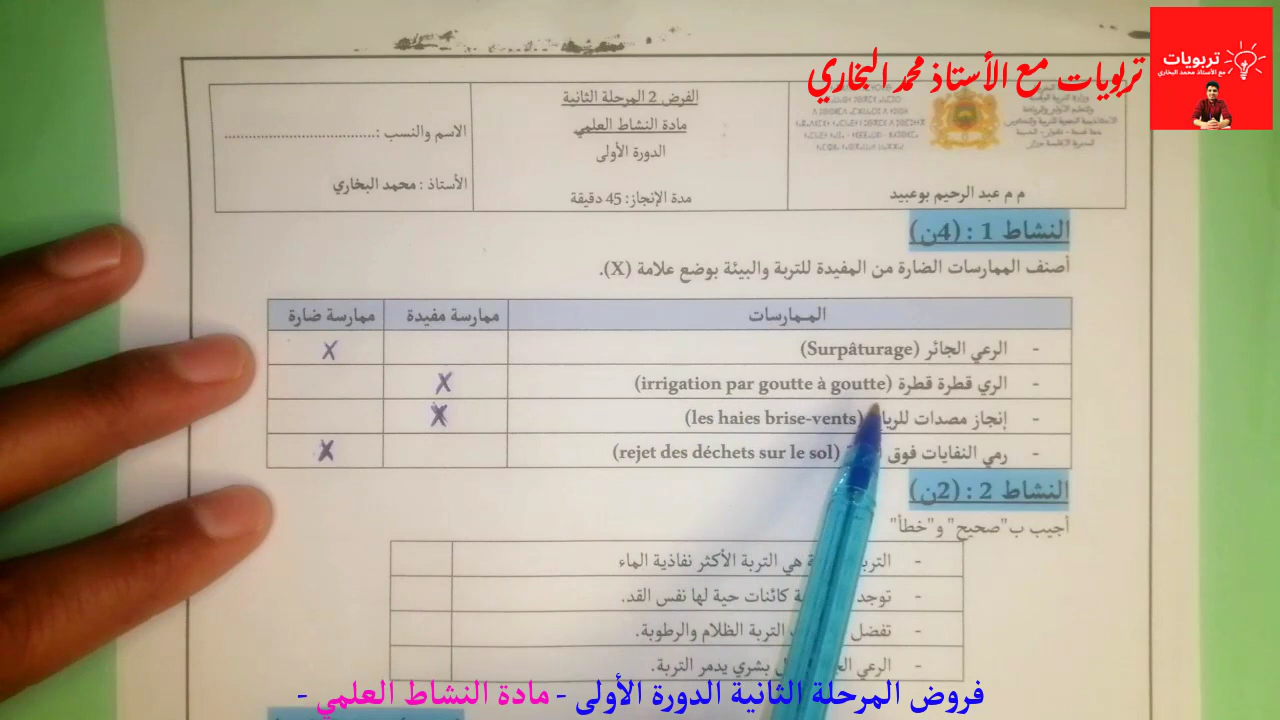 تربويات مع الأستاذ محمد البخاري
تربويات
مع الأستاذ محمد البخاري
م م عبد الرحيم بوعبيد
الفرض 2 المرحلة الثانية
مادة النشاط العلمي
الدورة الأولى
مدة الإنجاز: 45 دقيقة
الاسم والنسب :
الأستاذ : محمد البخاري
النشاط 1 : (4ن)
أصنف الممارسات الضارة من المفيدة للتربة والبيئة بوضع علامة (X).
الممارسات ممارسة مفيدة ممارسة ضارة
- الرعي الجائر (Surpâturage) X
- الري قطرة قطرة (irrigation par goutte à goutte) X
- إنجاز مصدات (les haies brise-vents) X
- رمي النفايات فوق (rejet des déchets sur le sol) X
النشاط 2 : (2ن)
أجيب ب"صحيح" و"خطأ"
- هي التربة الأكثر نفاذية الماء
- توجد كائنات حية لها نفس القد.
- تفضل التربة الظلام والرطوبة.
- الرعي بشري يدمر التربة.
فروض المرحلة الثانية الدورة الأولى - مادة النشاط العلمي -